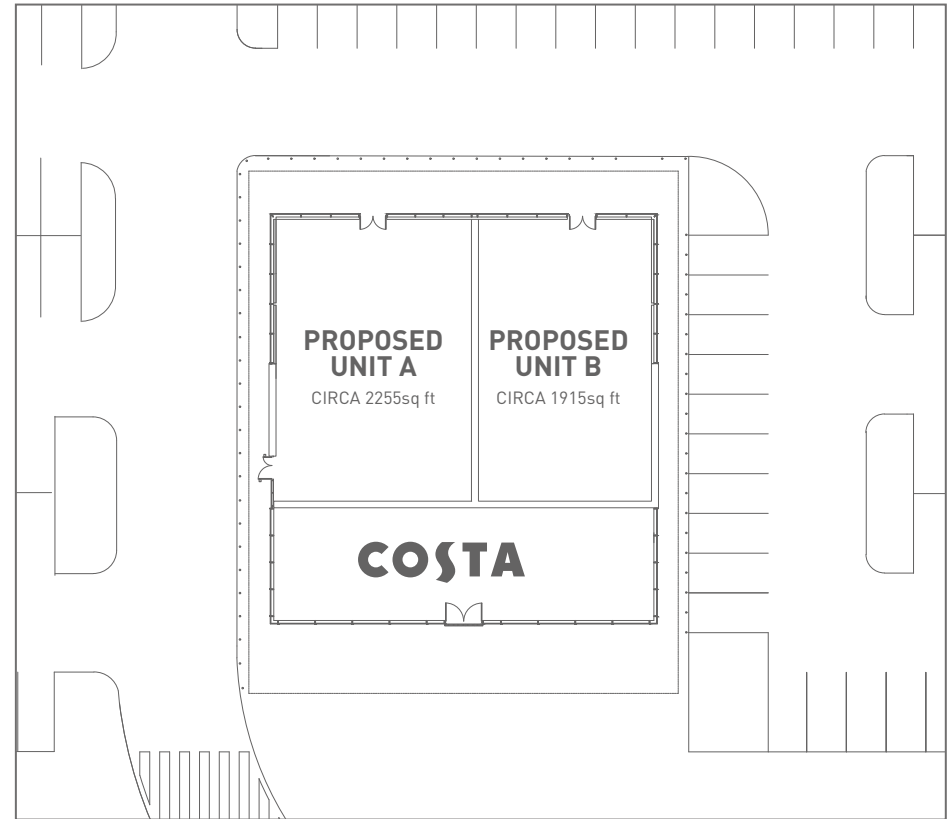 PROPOSED
UNIT A
CIRCA 2255sq ft
PROPOSED
UNIT B
CIRCA 1915sq ft
COSTA